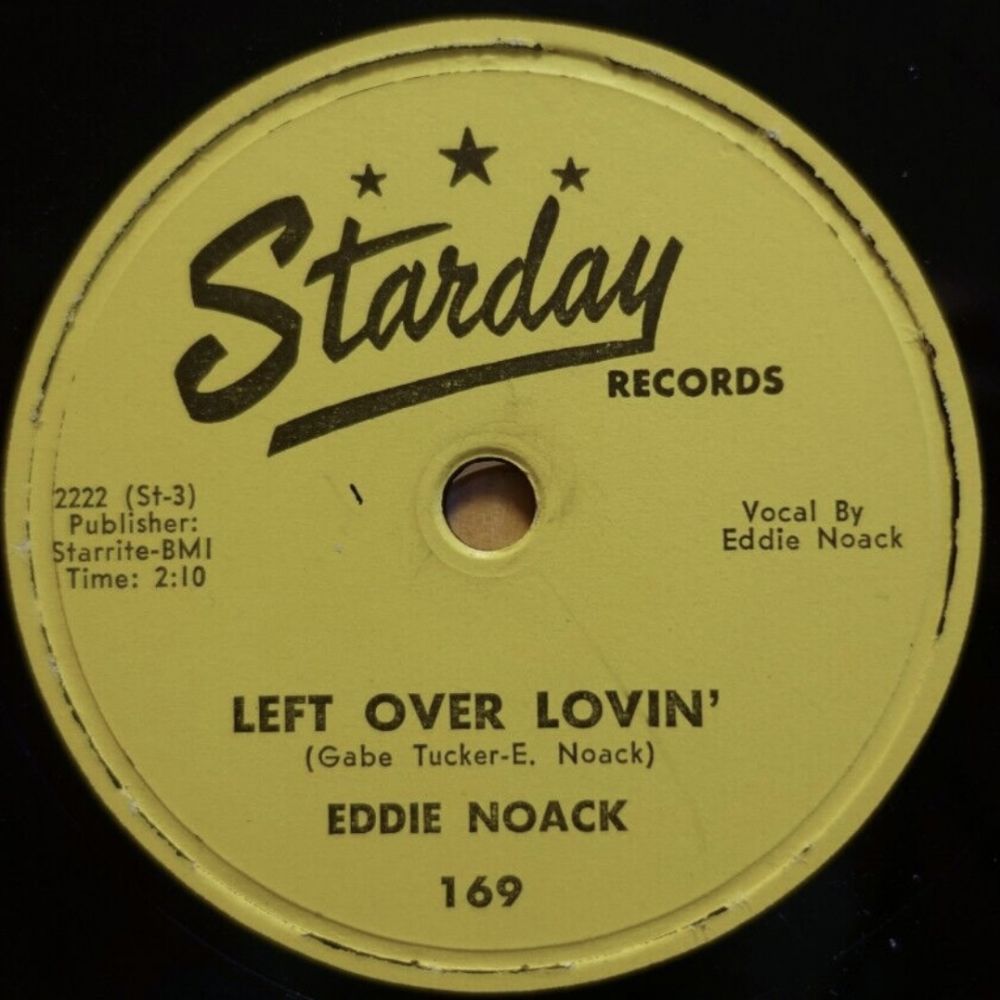 Starday
RECORDS
2222 (St-3)
Publisher:
Starrite-BMI
Time: 2:10
Vocal By
Eddie Noack
LEFT OVER LOVIN'
(Gabe Tucker-E. Noack)
EDDIE NOACK
169